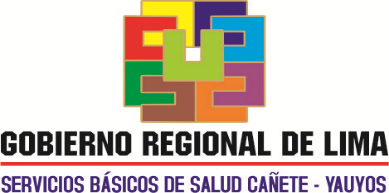 GOBIERNO REGIONAL DE LIMA
SERVICIOS BÁSICOS DE SALUD CAÑETE - YAUYOS